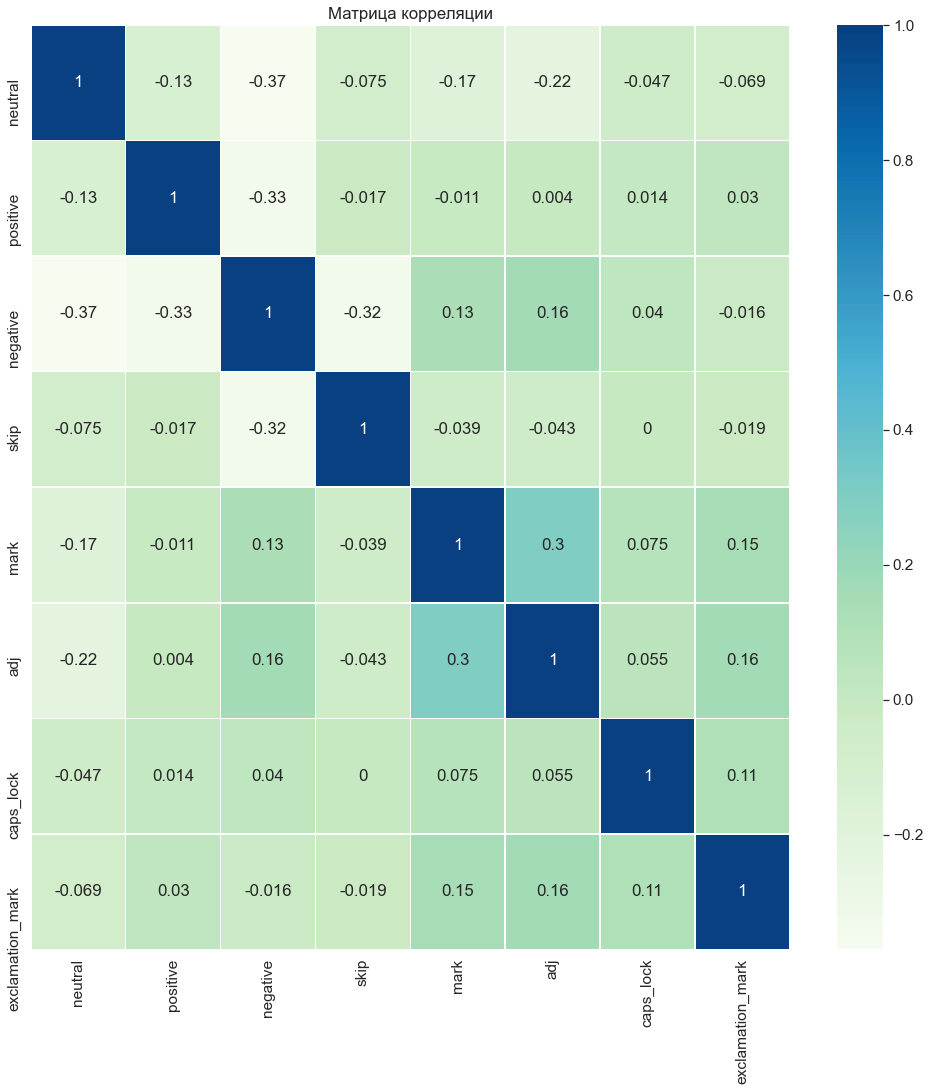 Матрица корреляции
neutral 1 -0.13 -0.37 -0.075 -0.17 -0.22 -0.047 -0.069
positive -0.13 1 -0.33 -0.017 -0.011 0.004 0.014 0.03
negative -0.37 -0.33 1 -0.32 0.13 0.16 0.04 -0.016
skip -0.075 -0.017 -0.32 1 -0.039 -0.043 0 -0.019
mark -0.17 -0.011 0.13 -0.039 1 0.3 0.075 0.15
adj -0.22 0.004 0.16 -0.043 0.3 1 0.055 0.16
caps_lock -0.047 0.014 0.04 0 0.075 0.055 1 0.11
exclamation_mark -0.069 0.03 -0.016 -0.019 0.15 0.16 0.11 1
neutral positive negative skip mark adj caps_lock exclamation_mark
1.0
0.8
0.6
0.4
0.2
0.0
−0.2